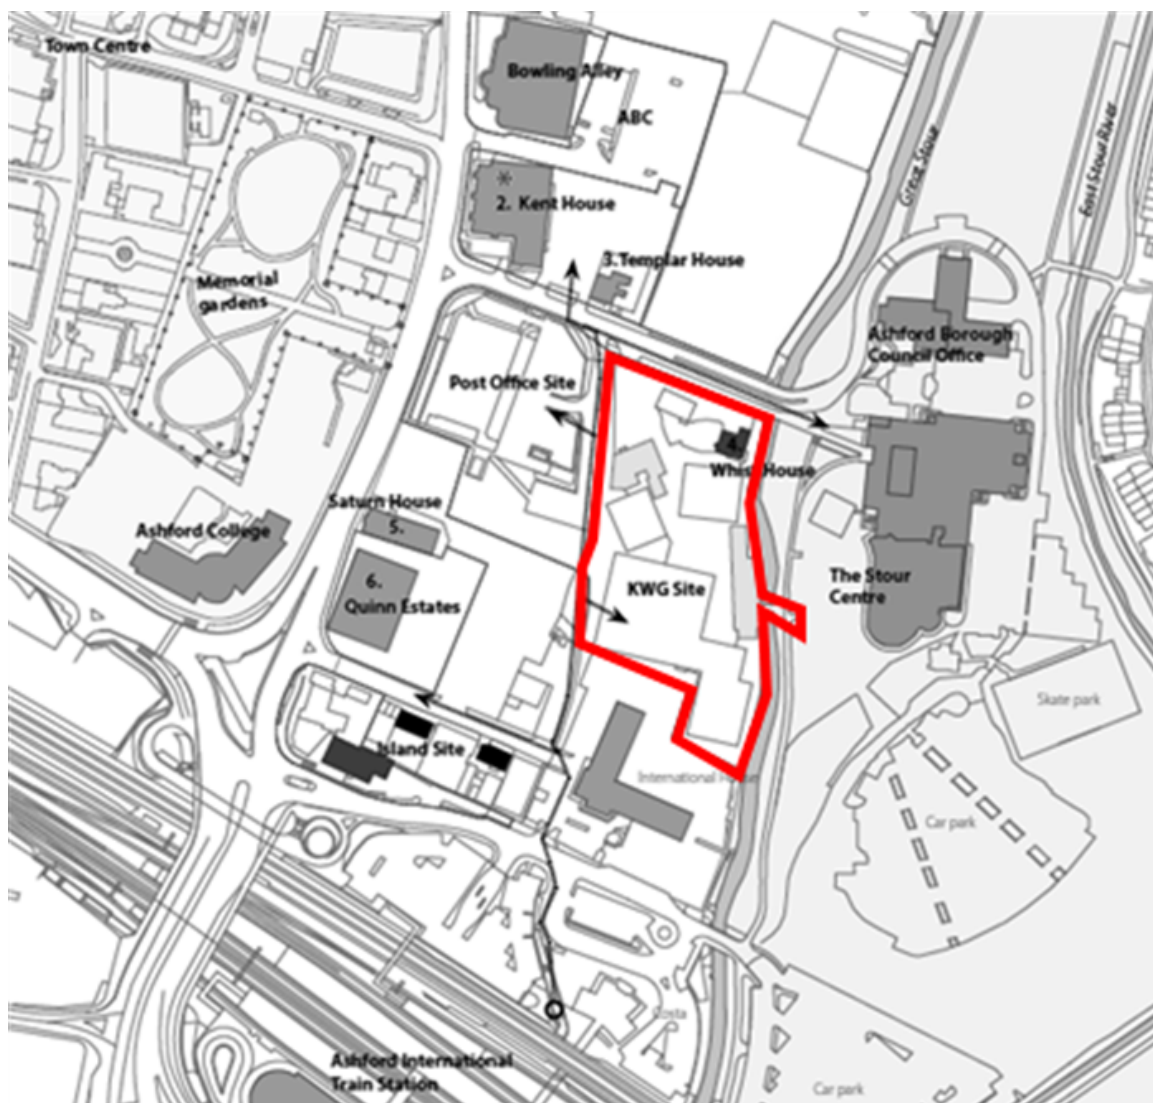 Town Centre
Bowling Alley
ABC
Great Stour
East Stour River
*
2. Kent House
3.Templar House
Memorial
gardens
Ashford Borough
Council Office
Post Office Site
Saturn House
5.
Ashford College
6.
Quinn Estates
KWG Site
The Stour
Centre
Skate park
Island Site
International House
Car park
Costa
Ashford International
Train Station
Car park